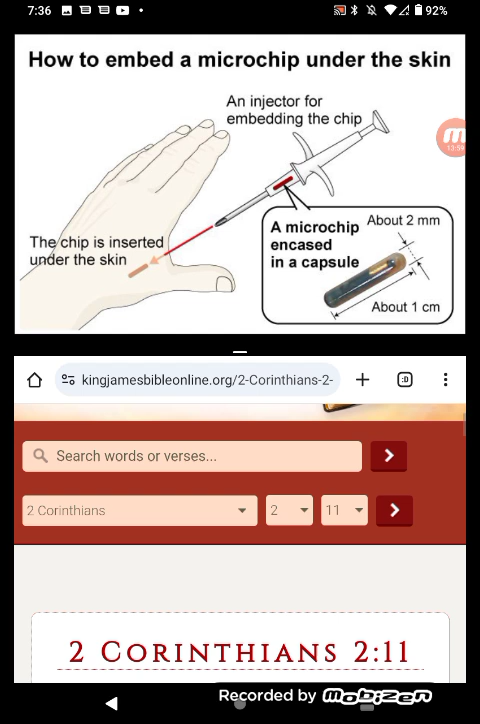 7:36
92%
How to embed a microchip under the skin
An injector for
embedding the chip
13:59
The chip is inserted
under the skin
A microchip
encased
in a capsule
About 2 mm
About 1 cm
kingjamesbibleonline.org/2-Corinthians-2-
:D
Search words or verses...
2 Corinthians
2
11
2 Corinthians 2:11
Recorded by mobizen